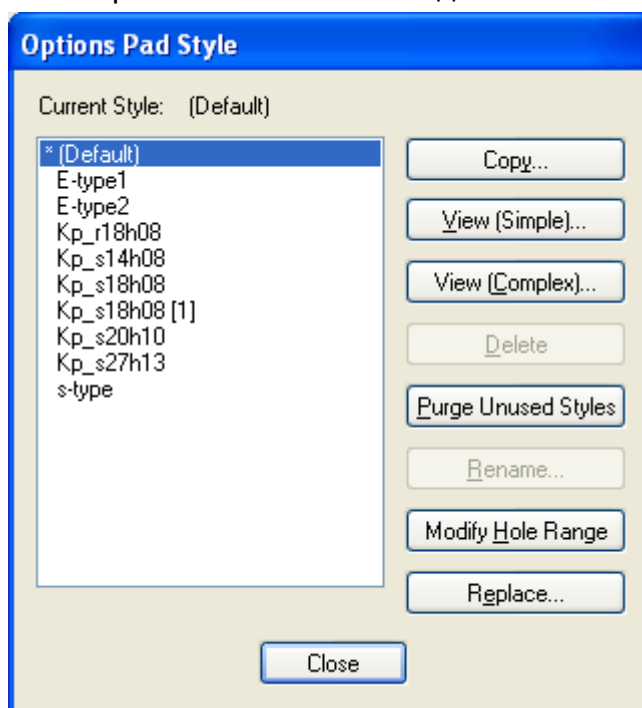 Options Pad Style
Current Style: (Default)
* (Default)
E-type1
E-type2
Kp_r18h08
Kp_s14h08
Kp_s18h08
Kp_s18h08 [1]
Kp_s20h10
Kp_s27h13
s-type
Copy...
View (Simple)...
View (Complex)...
Delete
Purge Unused Styles
Rename...
Modify Hole Range
Replace...
Close